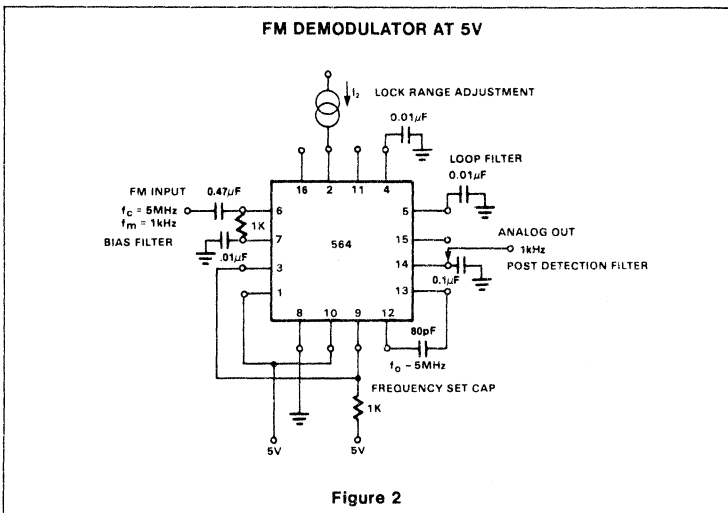 FM DEMODULATOR AT 5V
I₂ LOCK RANGE ADJUSTMENT
0.01µF
LOOP FILTER
0.01µF
16 2 11 4
FM INPUT 0.47µF
f_C = 5MHz
f_m = 1kHz
BIAS FILTER
.01µF
1K
6
7
3
1
564
5
15
14
13
ANALOG OUT
1kHz
POST DETECTION FILTER
0.1µF
8 10 9 12
80pF
f_o – 5MHz
FREQUENCY SET CAP
1K
5V 5V
Figure 2